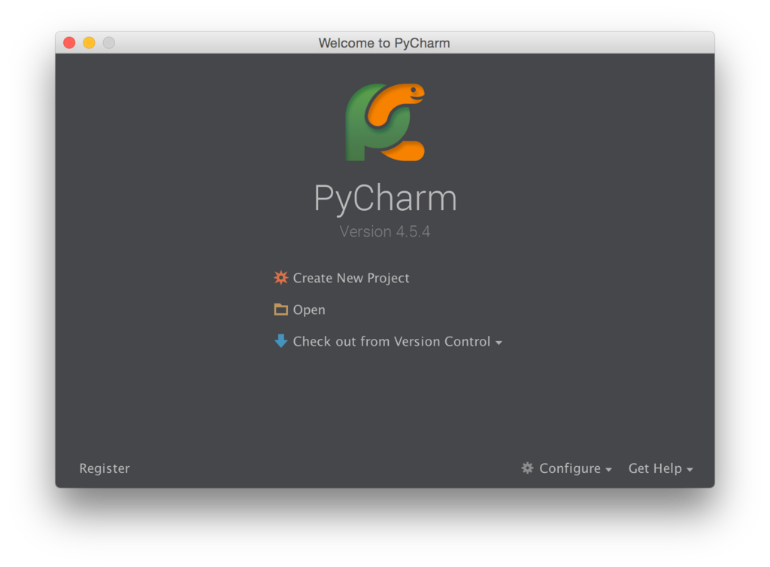 Welcome to PyCharm
PyCharm
Version 4.5.4
Create New Project
Open
Check out from Version Control
Register
Configure
Get Help